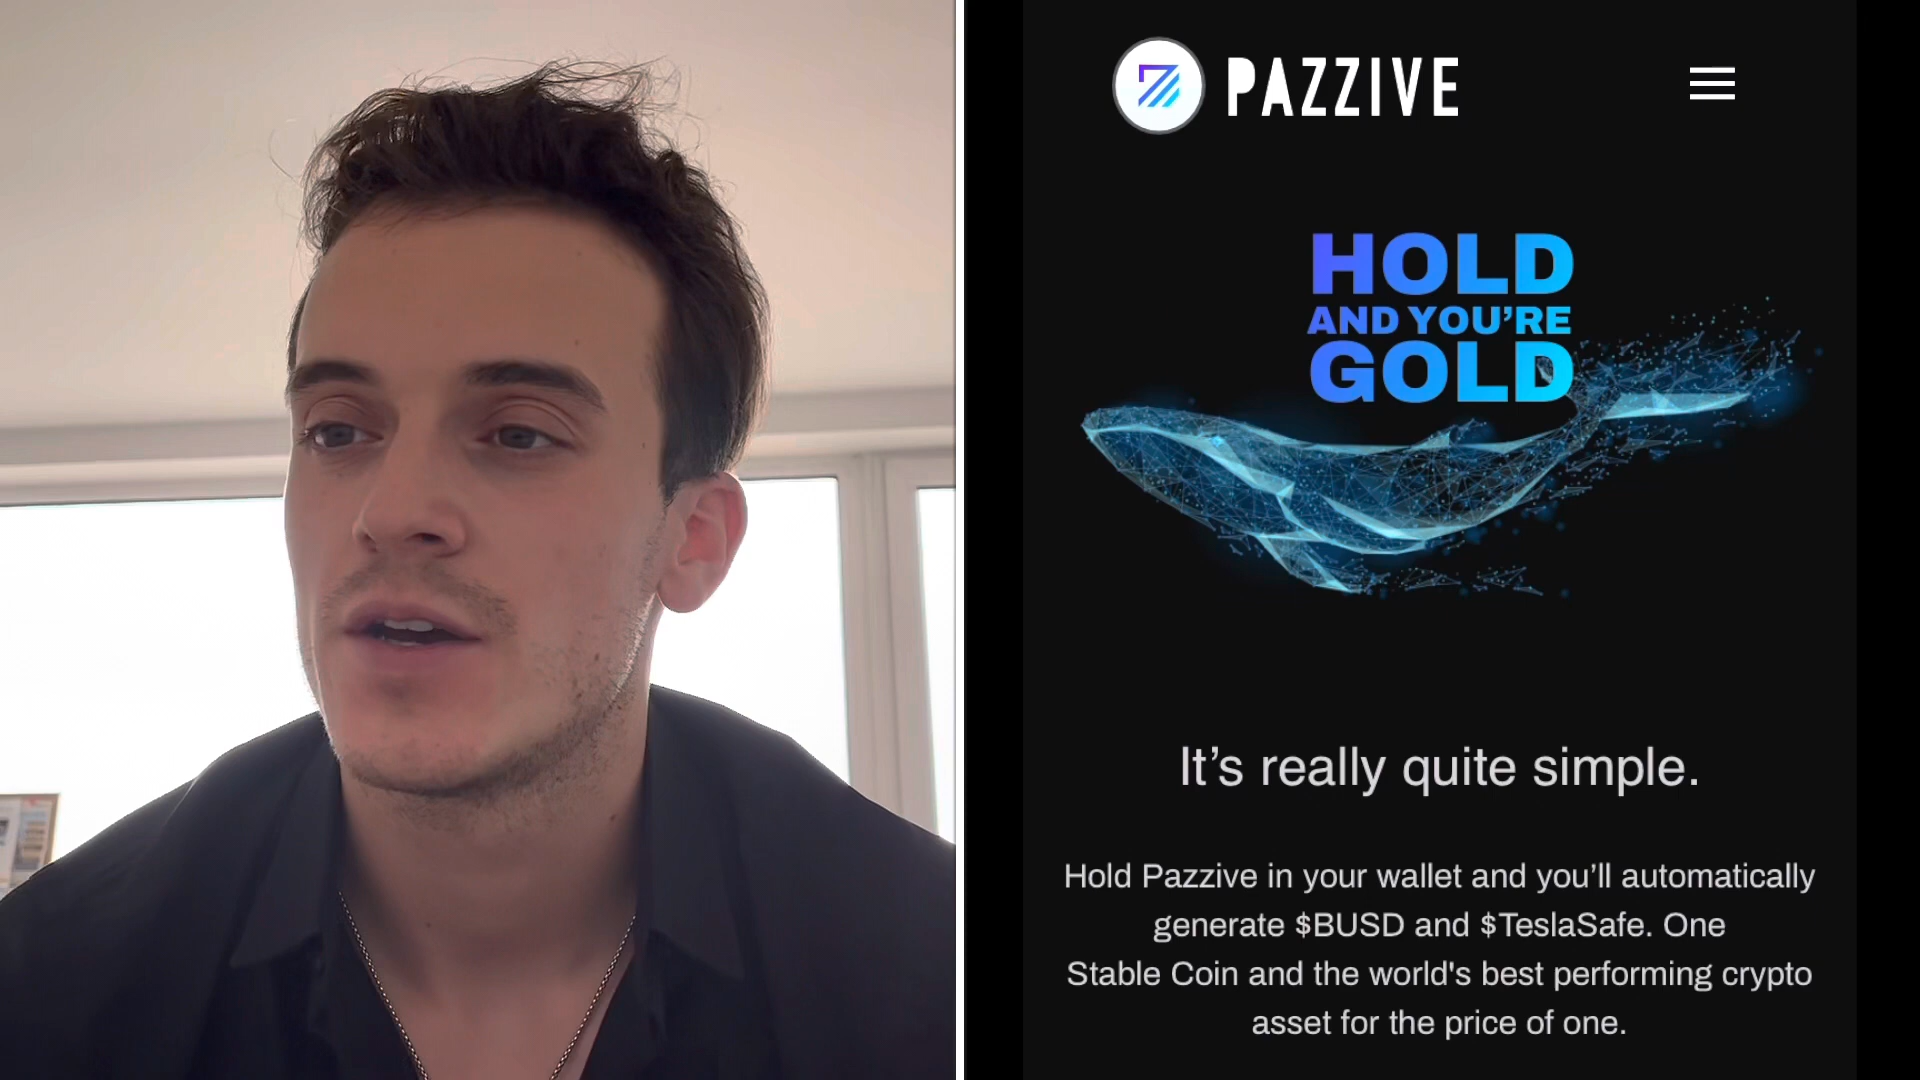 PAZZIVE
HOLD
AND YOU’RE
GOLD
It’s really quite simple.
Hold Pazzive in your wallet and you’ll automatically
generate $BUSD and $TeslaSafe. One
Stable Coin and the world's best performing crypto
asset for the price of one.